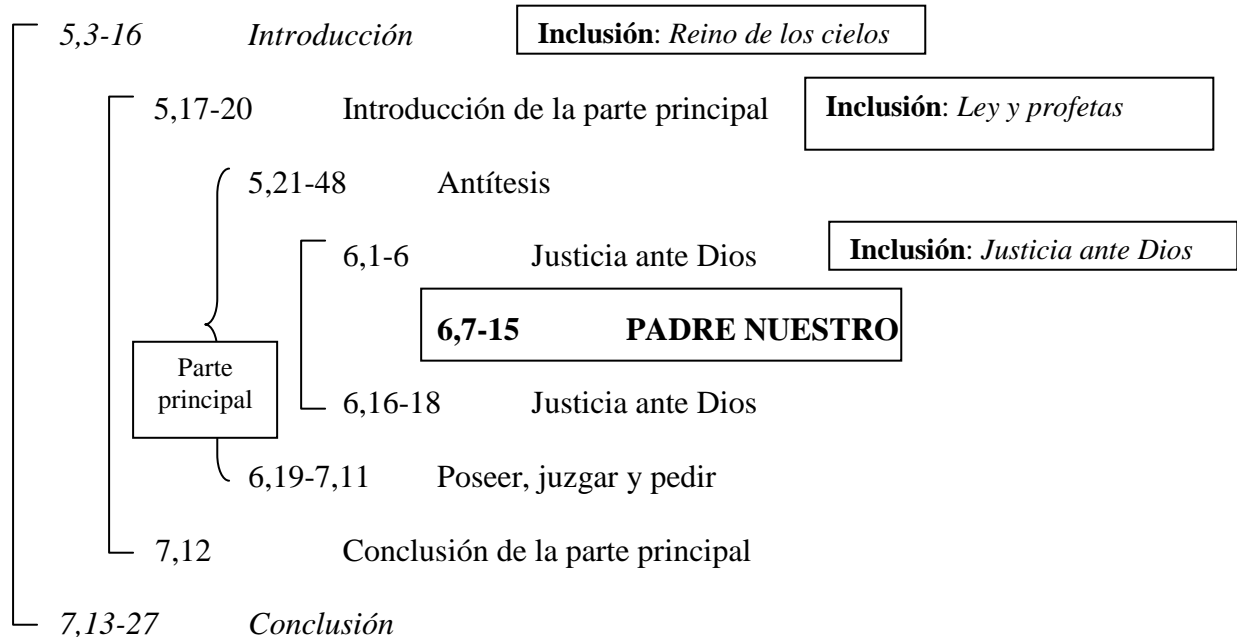 5,3-16 Introducción Inclusión: Reino de los cielos
5,17-20 Introducción de la parte principal Inclusión: Ley y profetas
5,21-48 Antítesis
6,1-6 Justicia ante Dios Inclusión: Justicia ante Dios
6,7-15 PADRE NUESTRO
Parte
principal
6,16-18 Justicia ante Dios
6,19-7,11 Poseer, juzgar y pedir
7,12 Conclusión de la parte principal
7,13-27 Conclusión